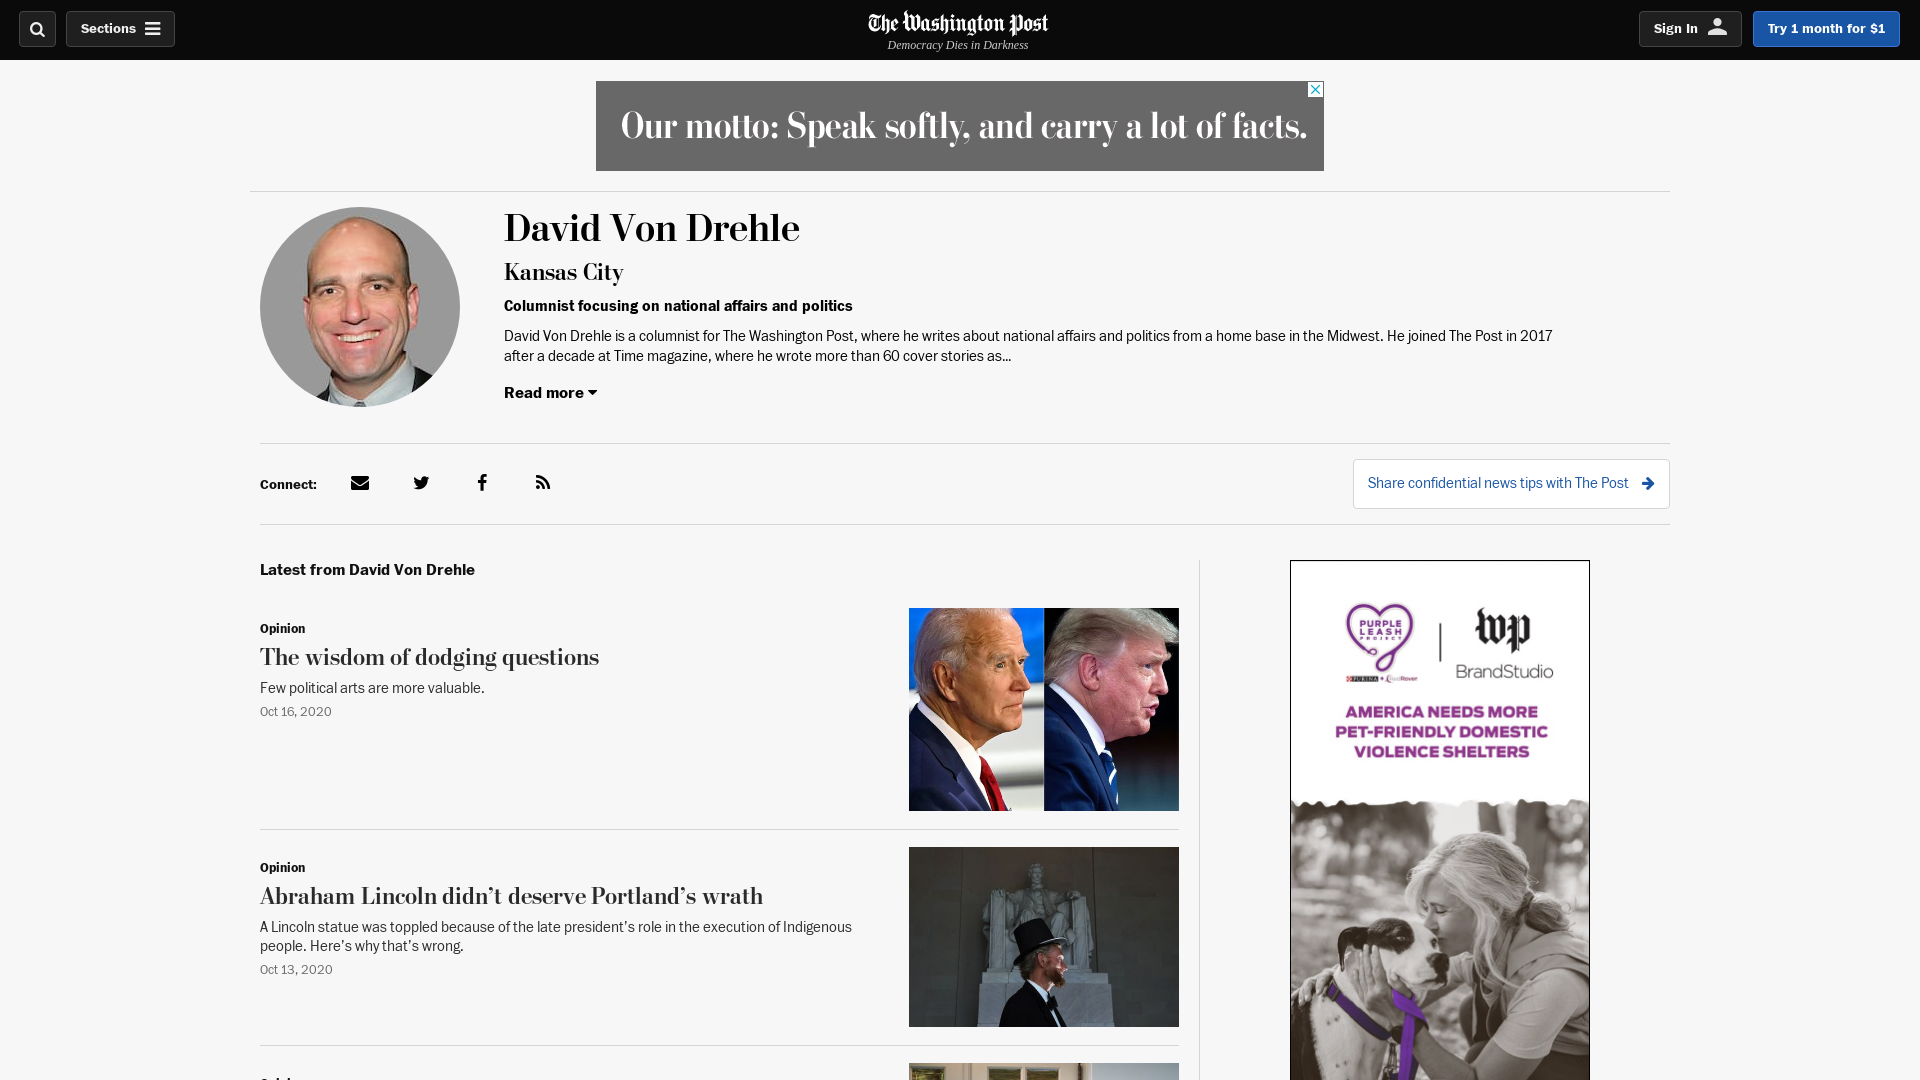 Sections
The Washington Post
Democracy Dies in Darkness
Sign In
Try 1 month for $1
Our motto: Speak softly, and carry a lot of facts.
David Von Drehle
Kansas City
Columnist focusing on national affairs and politics
David Von Drehle is a columnist for The Washington Post, where he writes about national affairs and politics from a home base in the Midwest. He joined The Post in 2017
after a decade at Time magazine, where he wrote more than 60 cover stories as...
Read more
Connect:
Share confidential news tips with The Post
Latest from David Von Drehle
Opinion
The wisdom of dodging questions
Few political arts are more valuable.
Oct 16, 2020
Opinion
Abraham Lincoln didn’t deserve Portland’s wrath
A Lincoln statue was toppled because of the late president’s role in the execution of Indigenous
people. Here’s why that’s wrong.
Oct 13, 2020
PURPLE
LEASH
PROJECT
PURINA +
wp
BrandStudio
AMERICA NEEDS MORE
PET-FRIENDLY DOMESTIC
VIOLENCE SHELTERS